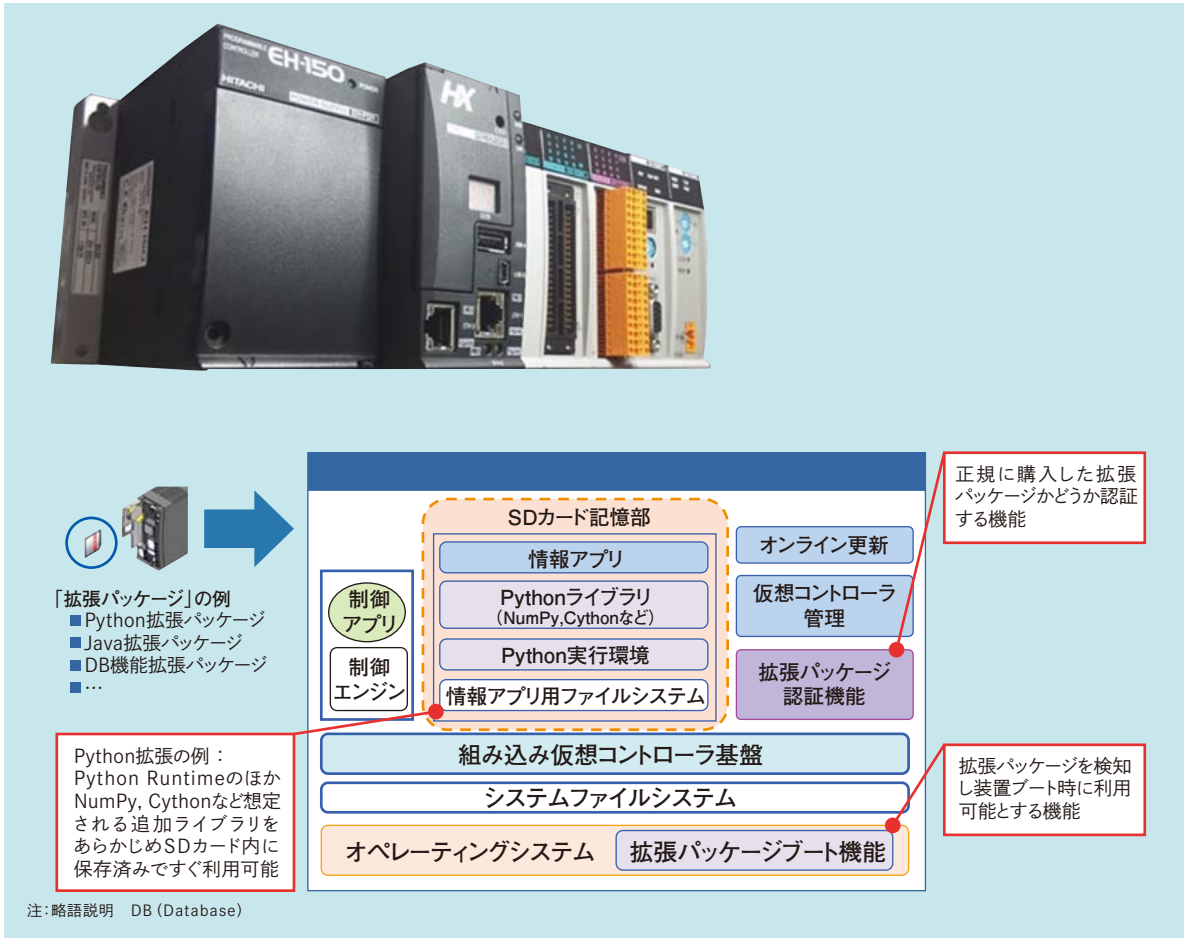 PROGRAMMABLE
CONTROLLER
EH-150
POWER
HITACHI
HX
正規に購入した拡張
パッケージかどうか認証
する機能
SDカード記憶部
情報アプリ
オンライン更新
「拡張パッケージ」の例
■Python拡張パッケージ
■Java拡張パッケージ
■DB機能拡張パッケージ
■…
制御
アプリ
Pythonライブラリ
(NumPy,Cythonなど)
仮想コントローラ
管理
制御
エンジン
Python実行環境
情報アプリ用ファイルシステム
拡張パッケージ
認証機能
Python拡張の例：
Python Runtimeのほか
NumPy, Cythonなど想定
される追加ライブラリを
あらかじめSDカード内に
保存済みですぐ利用可能
組み込み仮想コントローラ基盤
システムファイルシステム
オペレーティングシステム
拡張パッケージブート機能
拡張パッケージを検知
し装置ブート時に利用
可能とする機能
注：略語説明　DB（Database）